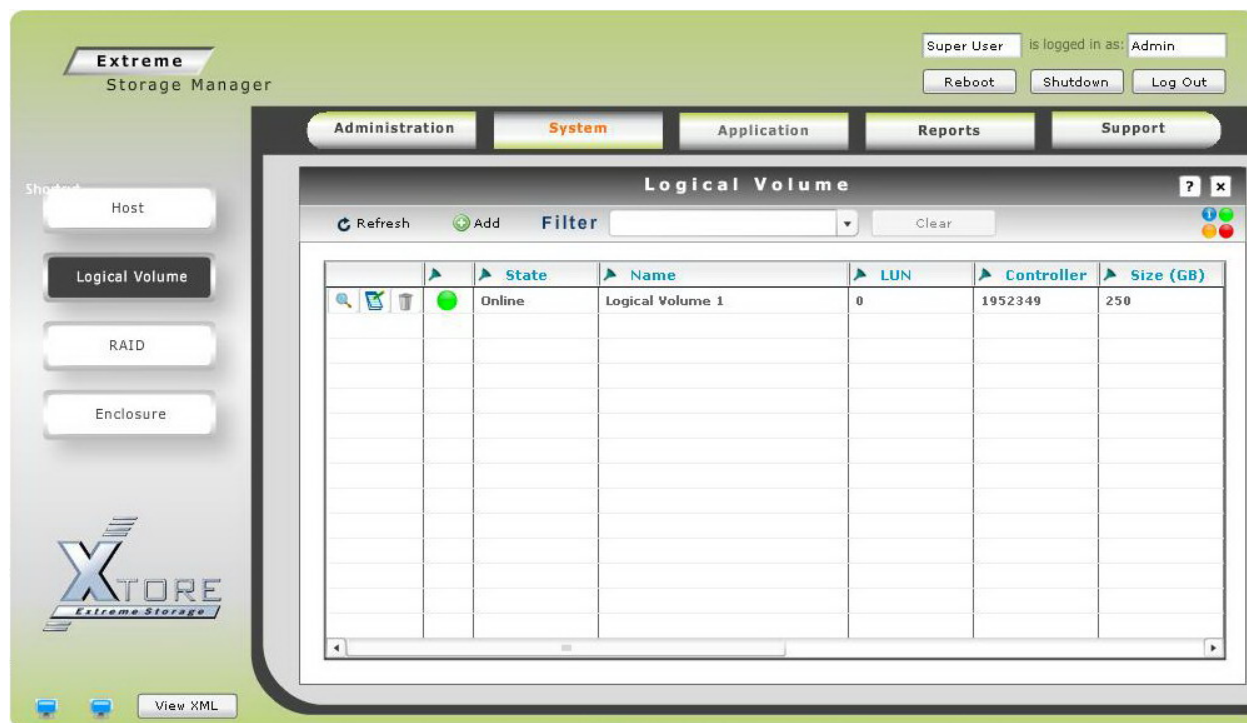 Extreme
Storage Manager
Super User is logged in as: Admin
Reboot Shutdown Log Out
Administration System Application Reports Support
Logical Volume
? x
Refresh Add Filter Clear
State Name LUN Controller Size (GB)
Online Logical Volume 1 0 1952349 250
Shortcut
Host
Logical Volume
RAID
Enclosure
XTORE
Extreme Storage
View XML